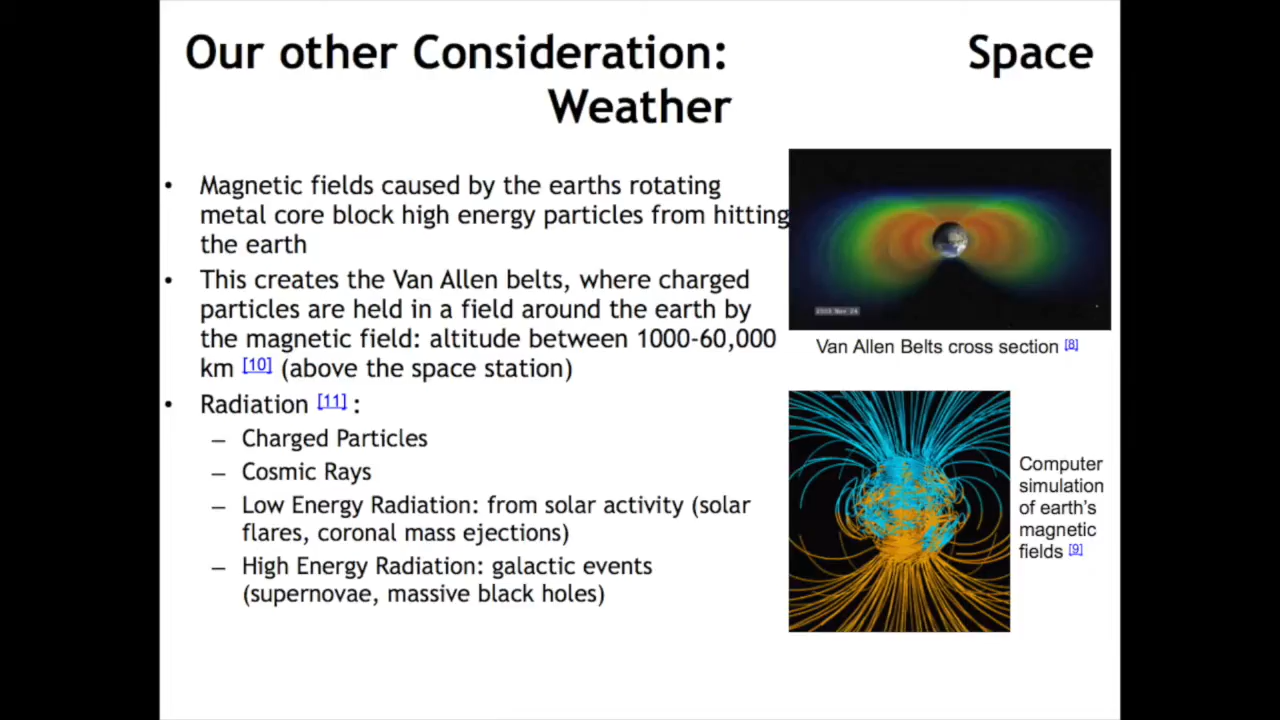 Our other Consideration: Space
Weather
• Magnetic fields caused by the earths rotating
metal core block high energy particles from hitting
the earth
• This creates the Van Allen belts, where charged
particles are held in a field around the earth by
the magnetic field: altitude between 1000-60,000
km [10] (above the space station)
• Radiation [11] :
– Charged Particles
– Cosmic Rays
– Low Energy Radiation: from solar activity (solar
flares, coronal mass ejections)
– High Energy Radiation: galactic events
(supernovae, massive black holes)
Van Allen Belts cross section [8]
Computer
simulation
of earth's
magnetic
fields [9]